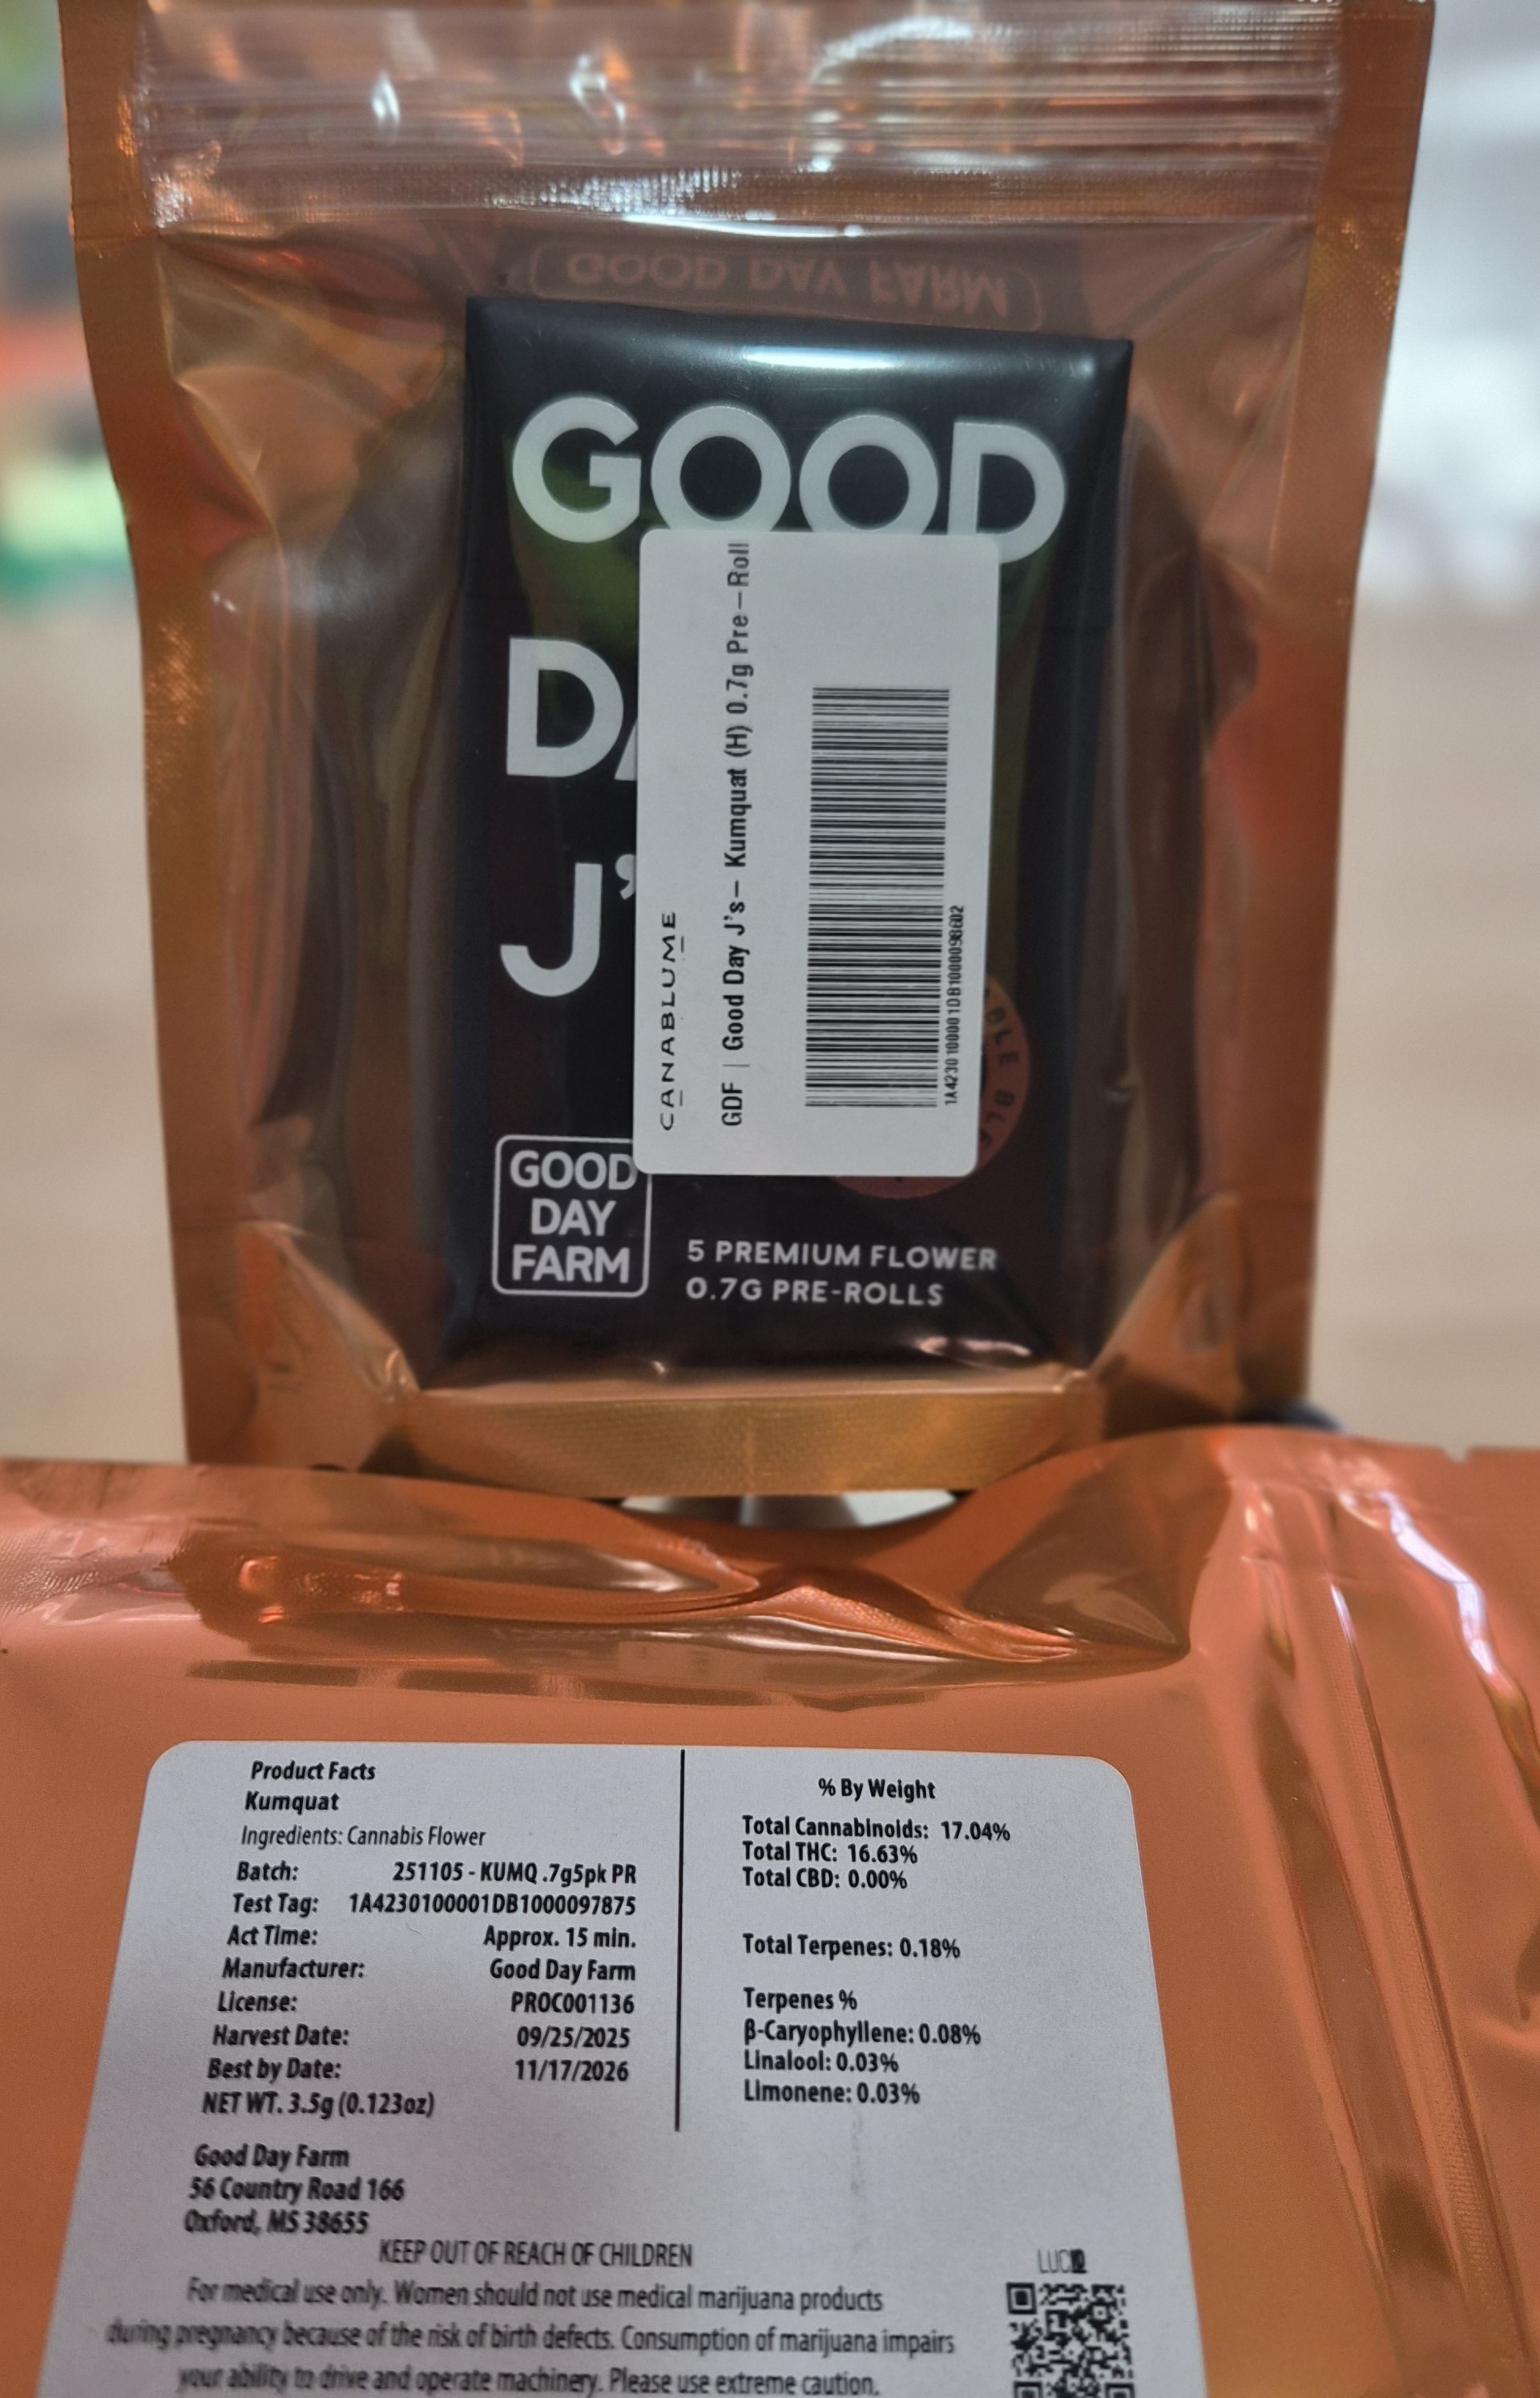 GOOD DAY FARM
GOOD
DA
J'
CANABLUME
GDF | Good Day J's– Kumquat (H) 0.7g Pre–Roll
GOOD
DAY
FARM
5 PREMIUM FLOWER
0.7G PRE-ROLLS
Product Facts
Kumquat
Ingredients: Cannabis Flower
Batch: 251105 - KUMQ .7g5pk PR
Test Tag: 1A4230100001DB1000097875
Act Time: Approx. 15 min.
Manufacturer: Good Day Farm
License: PROC001136
Harvest Date: 09/25/2025
Best by Date: 11/17/2026
NET WT. 3.5g (0.123oz)
Good Day Farm
56 Country Road 166
Oxford, MS 38655
% By Weight
Total Cannabinoids: 17.04%
Total THC: 16.63%
Total CBD: 0.00%
Total Terpenes: 0.18%
Terpenes %
β-Caryophyllene: 0.08%
Linalool: 0.03%
Limonene: 0.03%
KEEP OUT OF REACH OF CHILDREN
For medical use only. Women should not use medical marijuana products
during pregnancy because of the risk of birth defects. Consumption of marijuana impairs
your ability to drive and operate machinery. Please use extreme caution.